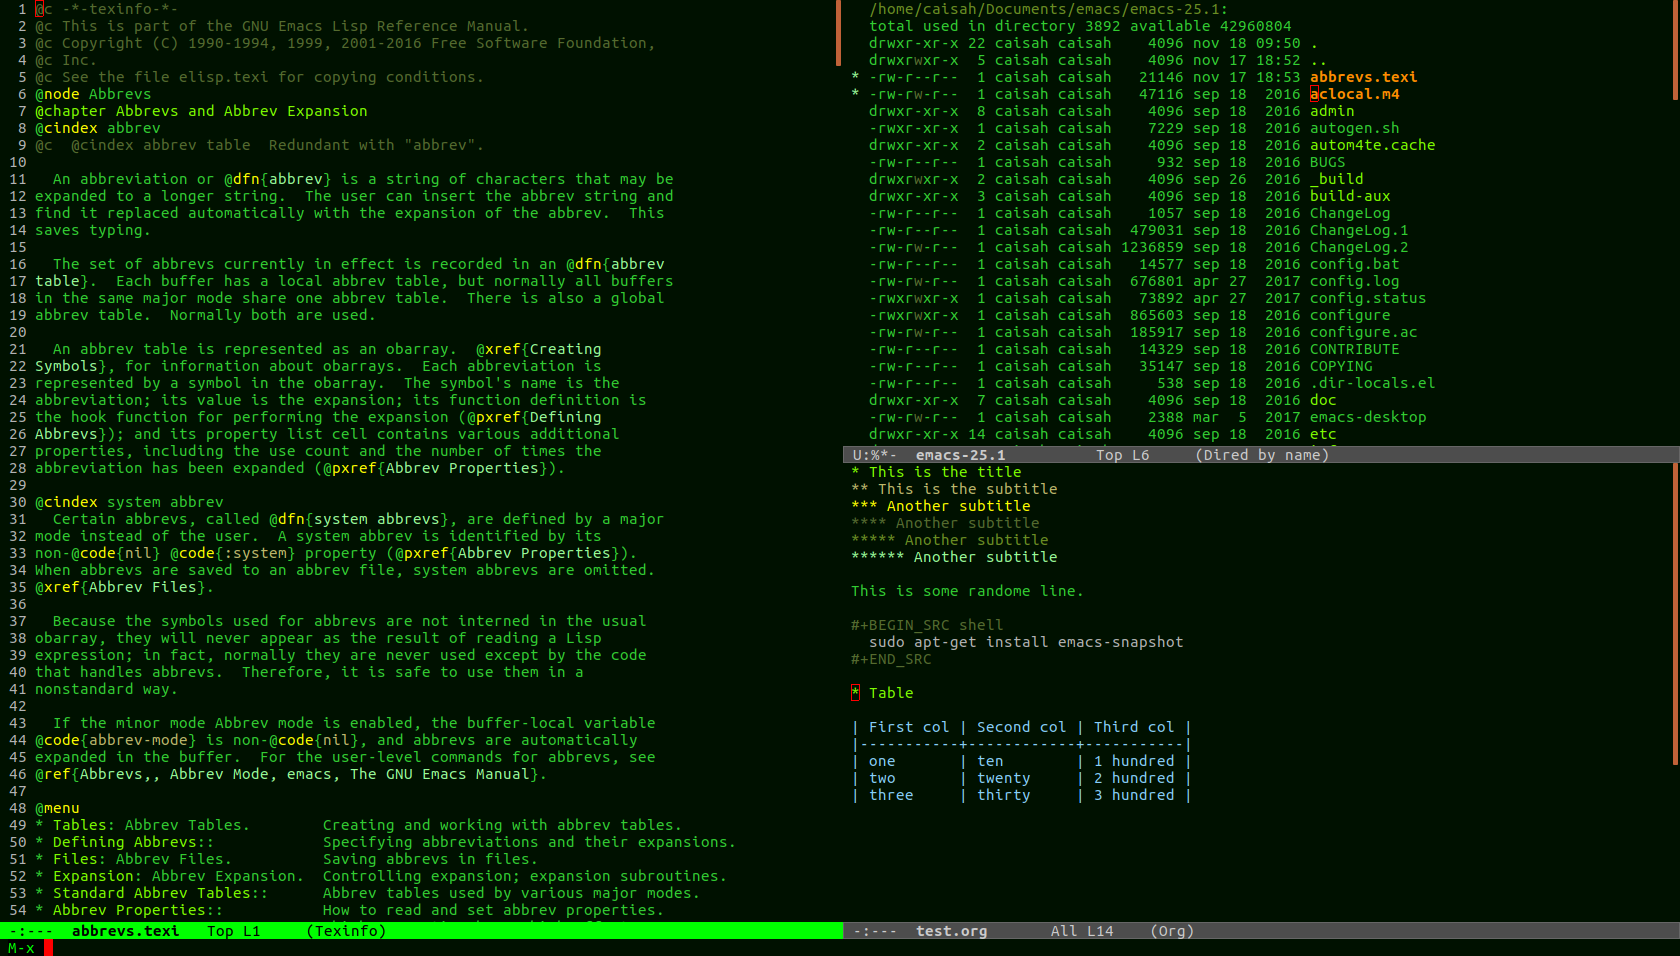 1 @c -*-texinfo-*-
2 @c This is part of the GNU Emacs Lisp Reference Manual.
3 @c Copyright (C) 1990-1994, 1999, 2001-2016 Free Software Foundation,
4 @c Inc.
5 @c See the file elisp.texi for copying conditions.
6 @node Abbrevs
7 @chapter Abbrevs and Abbrev Expansion
8 @cindex abbrev
9 @c  @cindex abbrev table  Redundant with "abbrev".
10
11   An abbreviation or @dfn{abbrev} is a string of characters that may be
12 expanded to a longer string.  The user can insert the abbrev string and
13 find it replaced automatically with the expansion of the abbrev.  This
14 saves typing.
15
16   The set of abbrevs currently in effect is recorded in an @dfn{abbrev
17 table}.  Each buffer has a local abbrev table, but normally all buffers
18 in the same major mode share one abbrev table.  There is also a global
19 abbrev table.  Normally both are used.
20
21   An abbrev table is represented as an obarray.  @xref{Creating
22 Symbols}, for information about obarrays.  Each abbreviation is
23 represented by a symbol in the obarray.  The symbol's name is the
24 abbreviation; its value is the expansion; its function definition is
25 the hook function for performing the expansion (@pxref{Defining
26 Abbrevs}); and its property list cell contains various additional
27 properties, including the use count and the number of times the
28 abbreviation has been expanded (@pxref{Abbrev Properties}).
29
30 @cindex system abbrev
31   Certain abbrevs, called @dfn{system abbrevs}, are defined by a major
32 mode instead of the user.  A system abbrev is identified by its
33 non-@code{nil} @code{:system} property (@pxref{Abbrev Properties}).
34 When abbrevs are saved to an abbrev file, system abbrevs are omitted.
35 @xref{Abbrev Files}.
36
37   Because the symbols used for abbrevs are not interned in the usual
38 obarray, they will never appear as the result of reading a Lisp
39 expression; in fact, normally they are never used except by the code
40 that handles abbrevs.  Therefore, it is safe to use them in a
41 nonstandard way.
42
43   If the minor mode Abbrev mode is enabled, the buffer-local variable
44 @code{abbrev-mode} is non-@code{nil}, and abbrevs are automatically
45 expanded in the buffer.  For the user-level commands for abbrevs, see
46 @ref{Abbrevs,, Abbrev Mode, emacs, The GNU Emacs Manual}.
47
48 @menu
49 * Tables: Abbrev Tables.        Creating and working with abbrev tables.
50 * Defining Abbrevs::            Specifying abbreviations and their expansions.
51 * Files: Abbrev Files.          Saving abbrevs in files.
52 * Expansion: Abbrev Expansion.  Controlling expansion; expansion subroutines.
53 * Standard Abbrev Tables::      Abbrev tables used by various major modes.
54 * Abbrev Properties::           How to read and set abbrev properties.
-:---  abbrevs.texi   Top L1     (Texinfo)
M-x
/home/caisah/Documents/emacs/emacs-25.1:
total used in directory 3892 available 42960804
drwxr-xr-x 22 caisah caisah    4096 nov 18 09:50 .
drwxrwxr-x  5 caisah caisah    4096 nov 17 18:52 ..
* -rw-r--r--  1 caisah caisah   21146 nov 17 18:53 abbrevs.texi
* -rw-rw-r--  1 caisah caisah   47116 sep 18  2016 aclocal.m4
drwxrwxr-x  8 caisah caisah    4096 sep 18  2016 admin
-rwxr-xr-x  1 caisah caisah    7229 sep 18  2016 autogen.sh
drwxrwxr-x  2 caisah caisah    4096 sep 18  2016 autom4te.cache
-rw-rw-r--  1 caisah caisah     932 sep 18  2016 BUGS
drwxrwxr-x  2 caisah caisah    4096 sep 26  2016 _build
drwxrwxr-x  3 caisah caisah    4096 sep 18  2016 build-aux
-rw-rw-r--  1 caisah caisah    1057 sep 18  2016 ChangeLog
-rw-rw-r--  1 caisah caisah  479031 sep 18  2016 ChangeLog.1
-rw-rw-r--  1 caisah caisah 1236859 sep 18  2016 ChangeLog.2
-rw-rw-r--  1 caisah caisah   14577 sep 18  2016 config.bat
-rw-rw-r--  1 caisah caisah  676801 apr 27  2017 config.log
-rwxrwxr-x  1 caisah caisah   73892 apr 27  2017 config.status
-rwxrwxr-x  1 caisah caisah  865603 sep 18  2016 configure
-rw-rw-r--  1 caisah caisah  185917 sep 18  2016 configure.ac
-rw-rw-r--  1 caisah caisah   14329 sep 18  2016 CONTRIBUTE
-rw-rw-r--  1 caisah caisah   35147 sep 18  2016 COPYING
-rw-rw-r--  1 caisah caisah     538 sep 18  2016 .dir-locals.el
drwxrwxr-x  7 caisah caisah    4096 sep 18  2016 doc
-rw-rw-r--  1 caisah caisah    2388 mar  5  2017 emacs-desktop
drwxrwxr-x 14 caisah caisah    4096 sep 18  2016 etc
U:%*-  emacs-25.1          Top L6     (Dired by name)
* This is the title
** This is the subtitle
*** Another subtitle
**** Another subtitle
***** Another subtitle
****** Another subtitle
This is some randome line.
#+BEGIN_SRC shell
  sudo apt-get install emacs-snapshot
#+END_SRC
* Table
| First col | Second col | Third col |
|-----------+------------+-----------|
| one       | ten        | 1 hundred |
| two       | twenty     | 2 hundred |
| three     | thirty     | 3 hundred |
-:---  test.org       All L14    (Org)